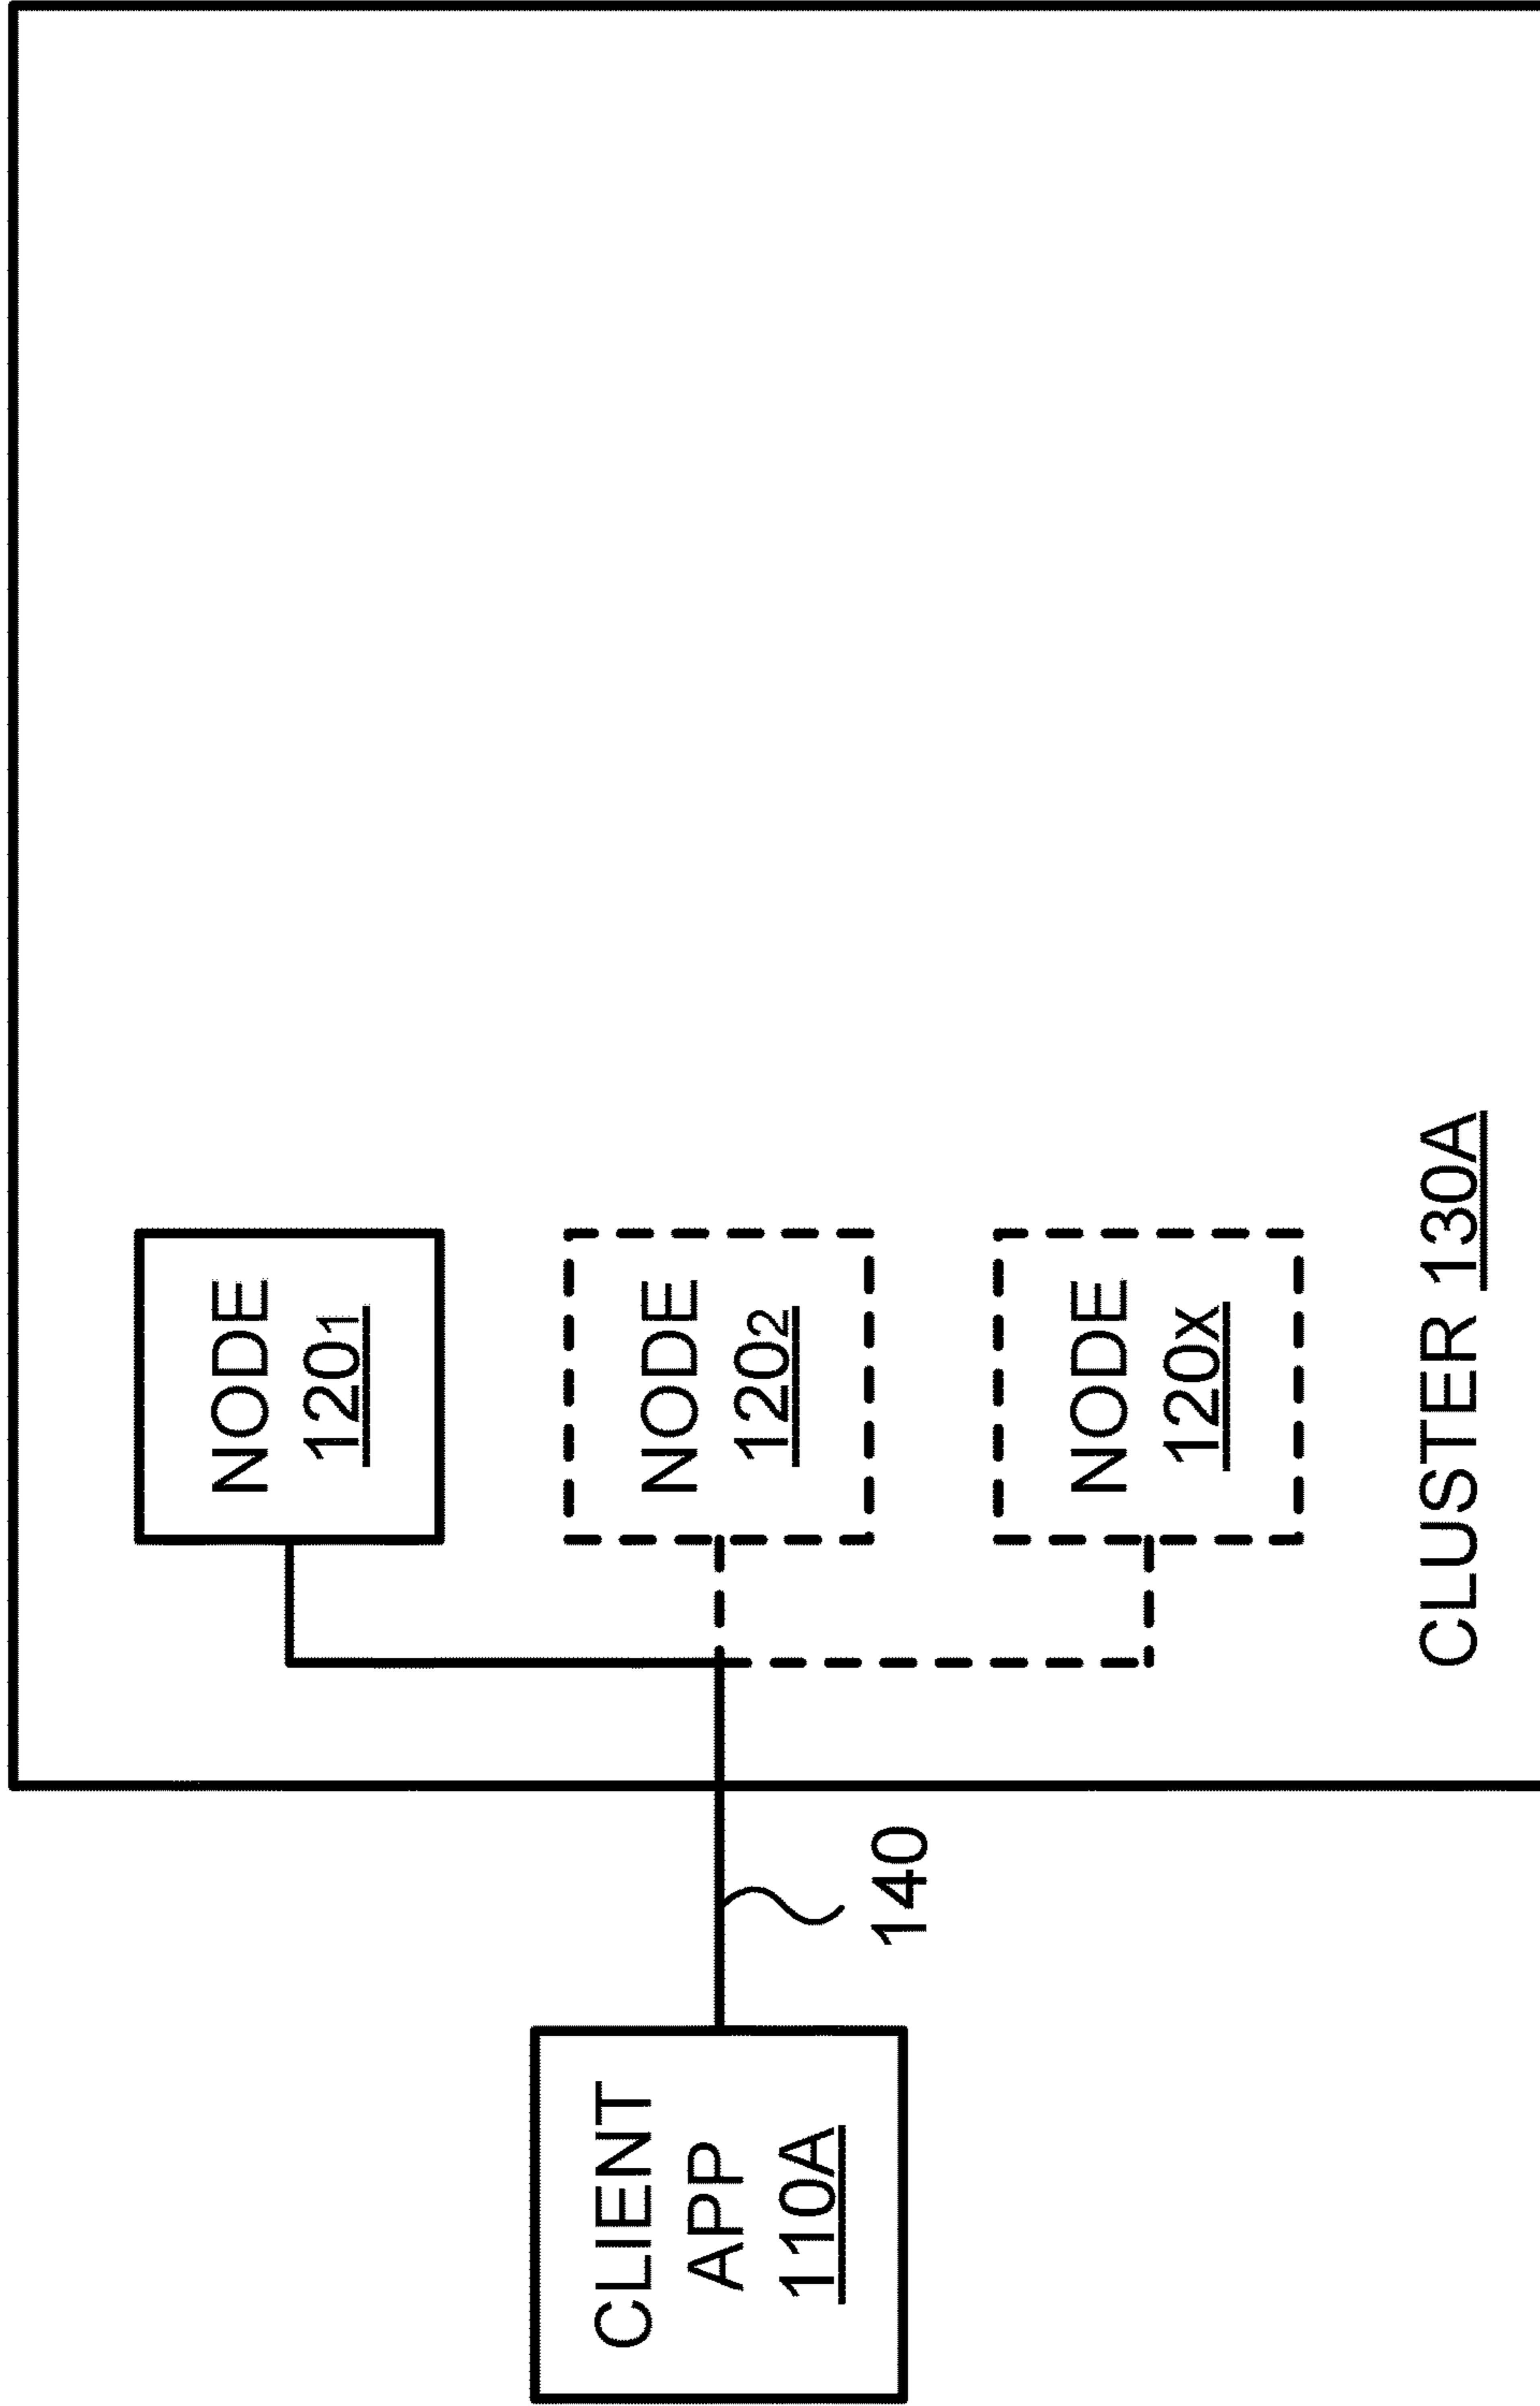 CLIENT
APP
110A
140
NODE
120₁
NODE
120₂
NODE
120x
CLUSTER 130A